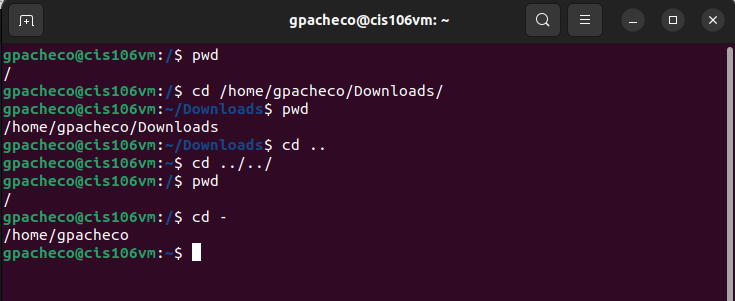 gpacheco@cis106vm: ~
gpacheco@cis106vm:/$ pwd
/
gpacheco@cis106vm:/$ cd /home/gpacheco/Downloads/
gpacheco@cis106vm:~/Downloads$ pwd
/home/gpacheco/Downloads
gpacheco@cis106vm:~/Downloads$ cd ..
gpacheco@cis106vm:~$ cd ../../
gpacheco@cis106vm:/$ pwd
/
gpacheco@cis106vm:/$ cd -
/home/gpacheco
gpacheco@cis106vm:~$